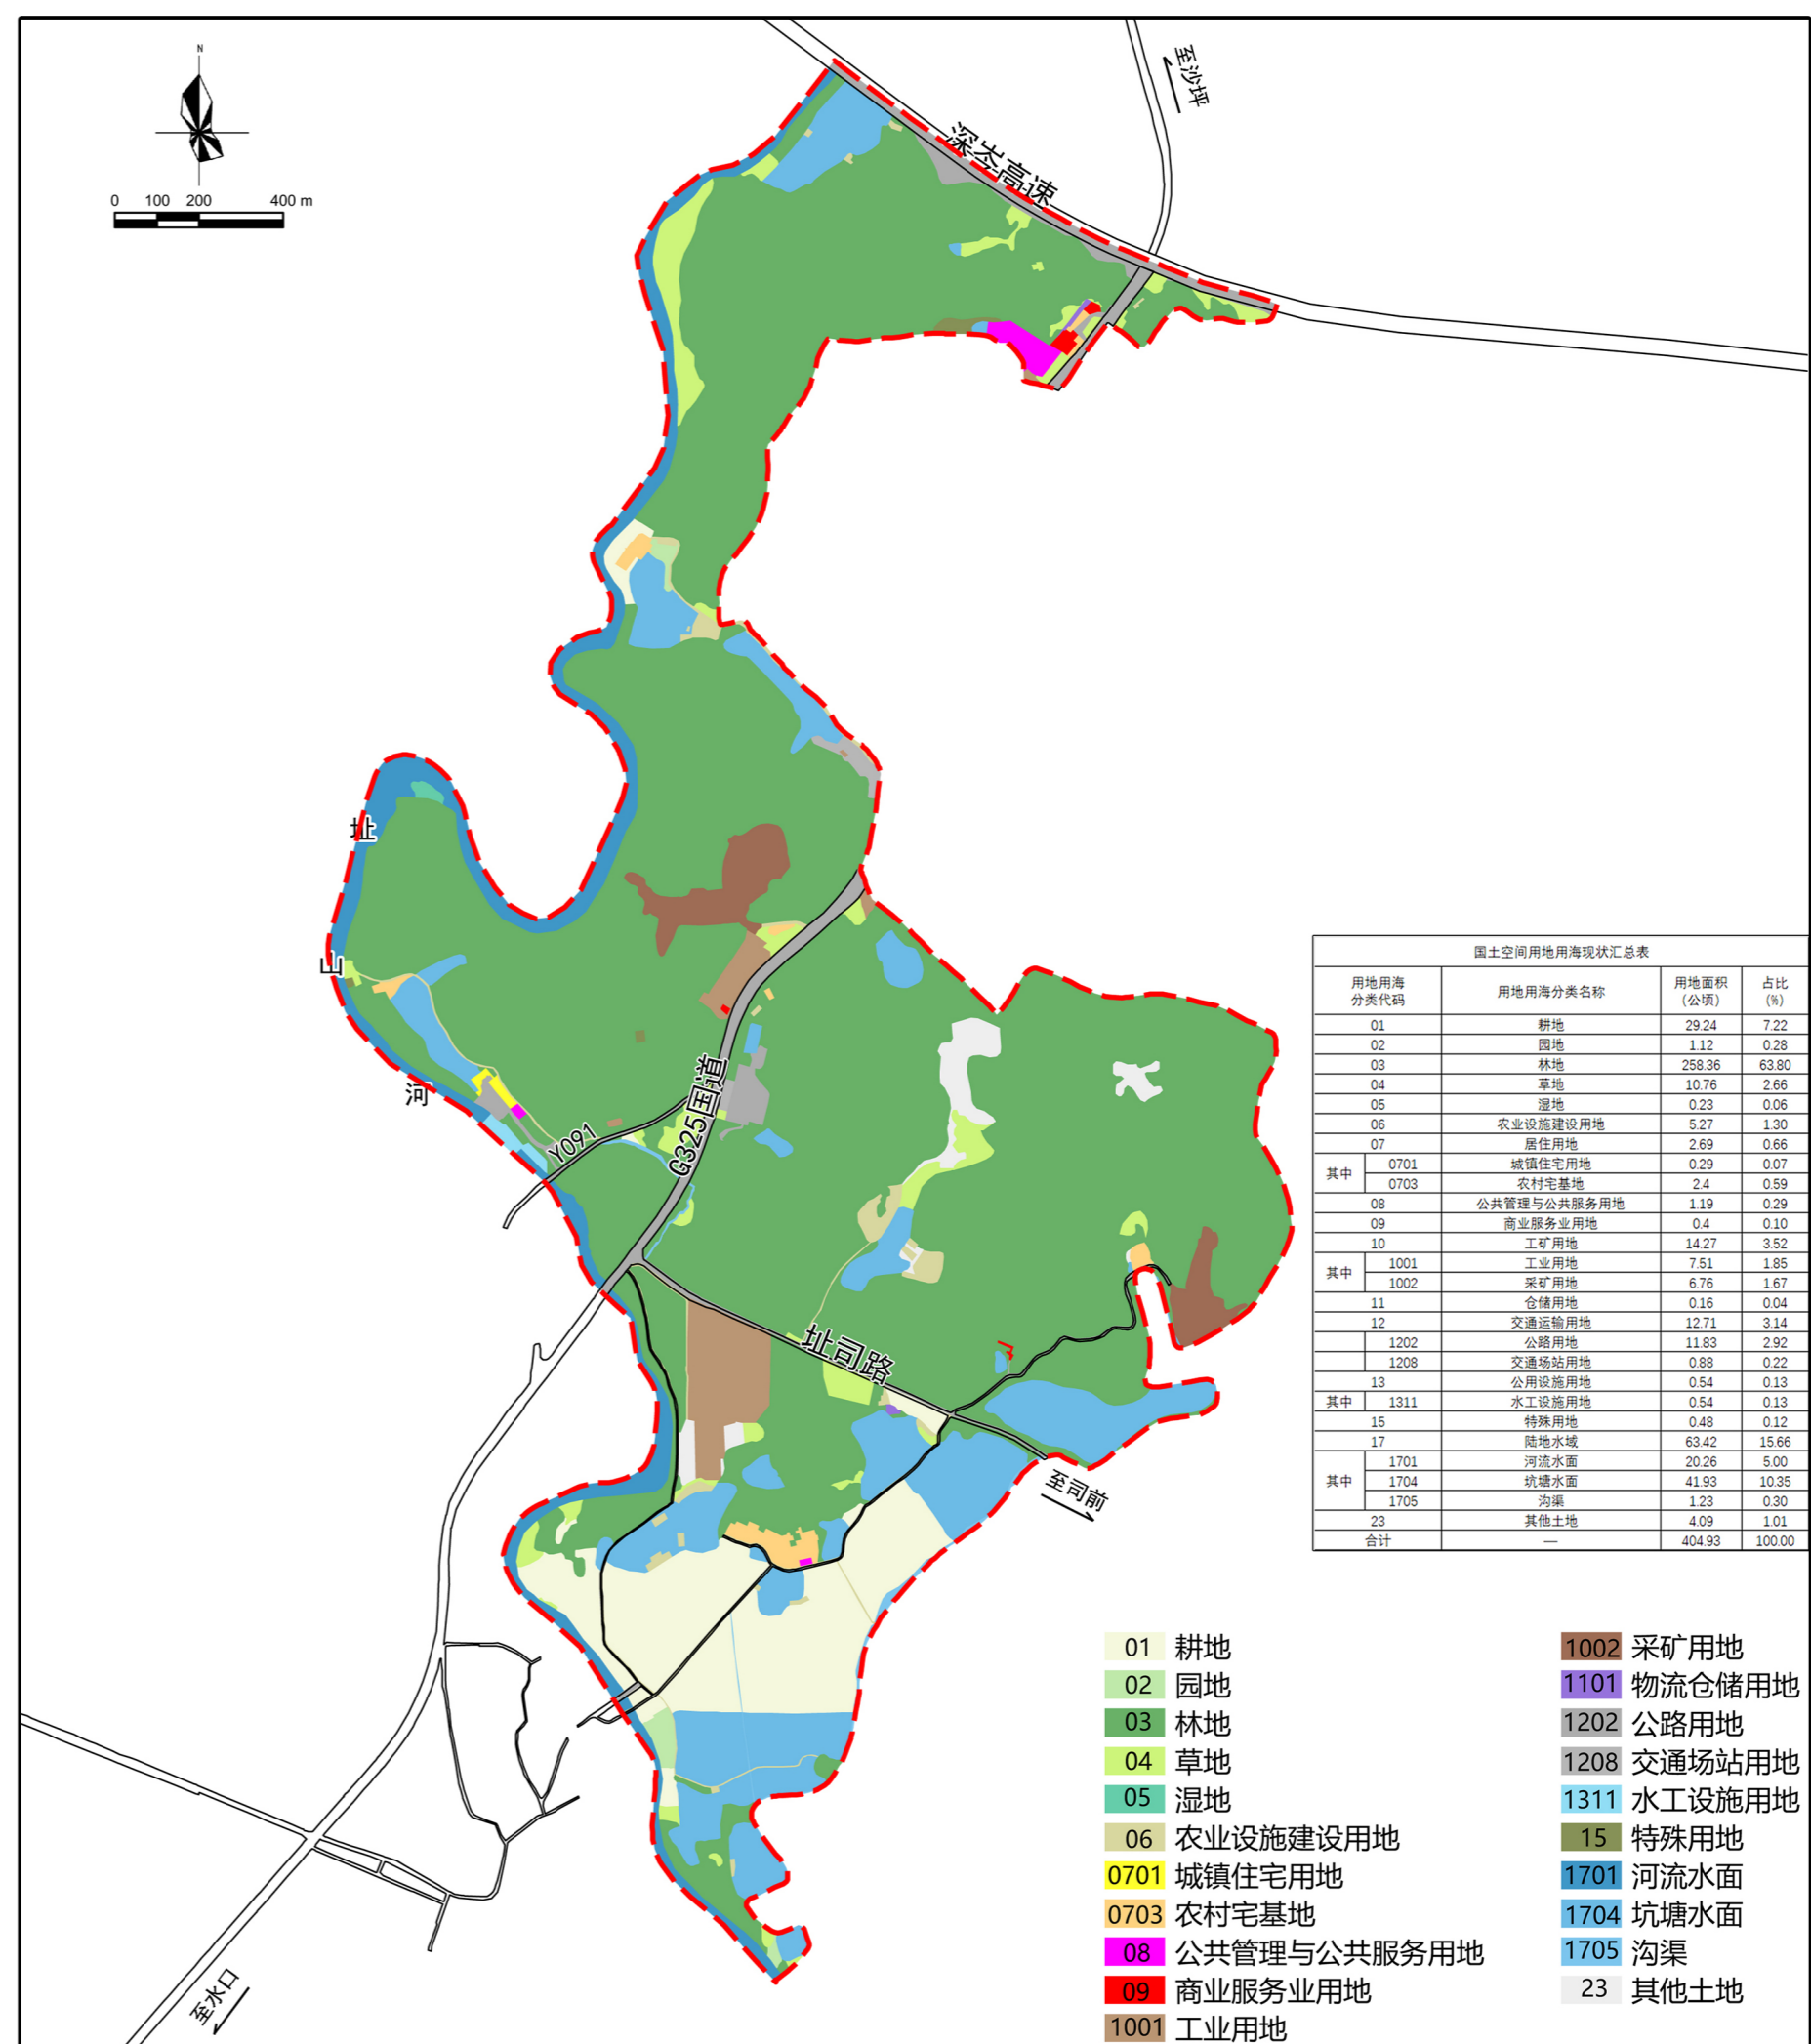 N
0 100 200 400 m
至沙坪
深岑高速
址
山
河
Y091
G325国道
址司路
至司前
至水口
国土空间用地用海现状汇总表
用地用海分类代码 用地用海分类名称 用地面积（公顷） 占比（%）
01 耕地 29.24 7.22
02 园地 1.12 0.28
03 林地 258.36 63.80
04 草地 10.76 2.66
05 湿地 0.23 0.06
06 农业设施建设用地 5.27 1.30
07 居住用地 2.69 0.66
其中 0701 城镇住宅用地 0.29 0.07
0703 农村宅基地 2.4 0.59
08 公共管理与公共服务用地 1.19 0.29
09 商业服务业用地 0.4 0.10
10 工矿用地 14.27 3.52
其中 1001 工业用地 7.51 1.85
1002 采矿用地 6.76 1.67
11 仓储用地 0.16 0.04
12 交通运输用地 12.71 3.14
1202 公路用地 11.83 2.92
1208 交通场站用地 0.88 0.22
13 公用设施用地 0.54 0.13
其中 1311 水工设施用地 0.54 0.13
15 特殊用地 0.48 0.12
17 陆地水域 63.42 15.66
其中 1701 河流水面 20.26 5.00
1704 坑塘水面 41.93 10.35
1705 沟渠 1.23 0.30
23 其他土地 4.09 1.01
合计 — 404.93 100.00
01 耕地
02 园地
03 林地
04 草地
05 湿地
06 农业设施建设用地
0701 城镇住宅用地
0703 农村宅基地
08 公共管理与公共服务用地
09 商业服务业用地
1001 工业用地
1002 采矿用地
1101 物流仓储用地
1202 公路用地
1208 交通场站用地
1311 水工设施用地
15 特殊用地
1701 河流水面
1704 坑塘水面
1705 沟渠
23 其他土地